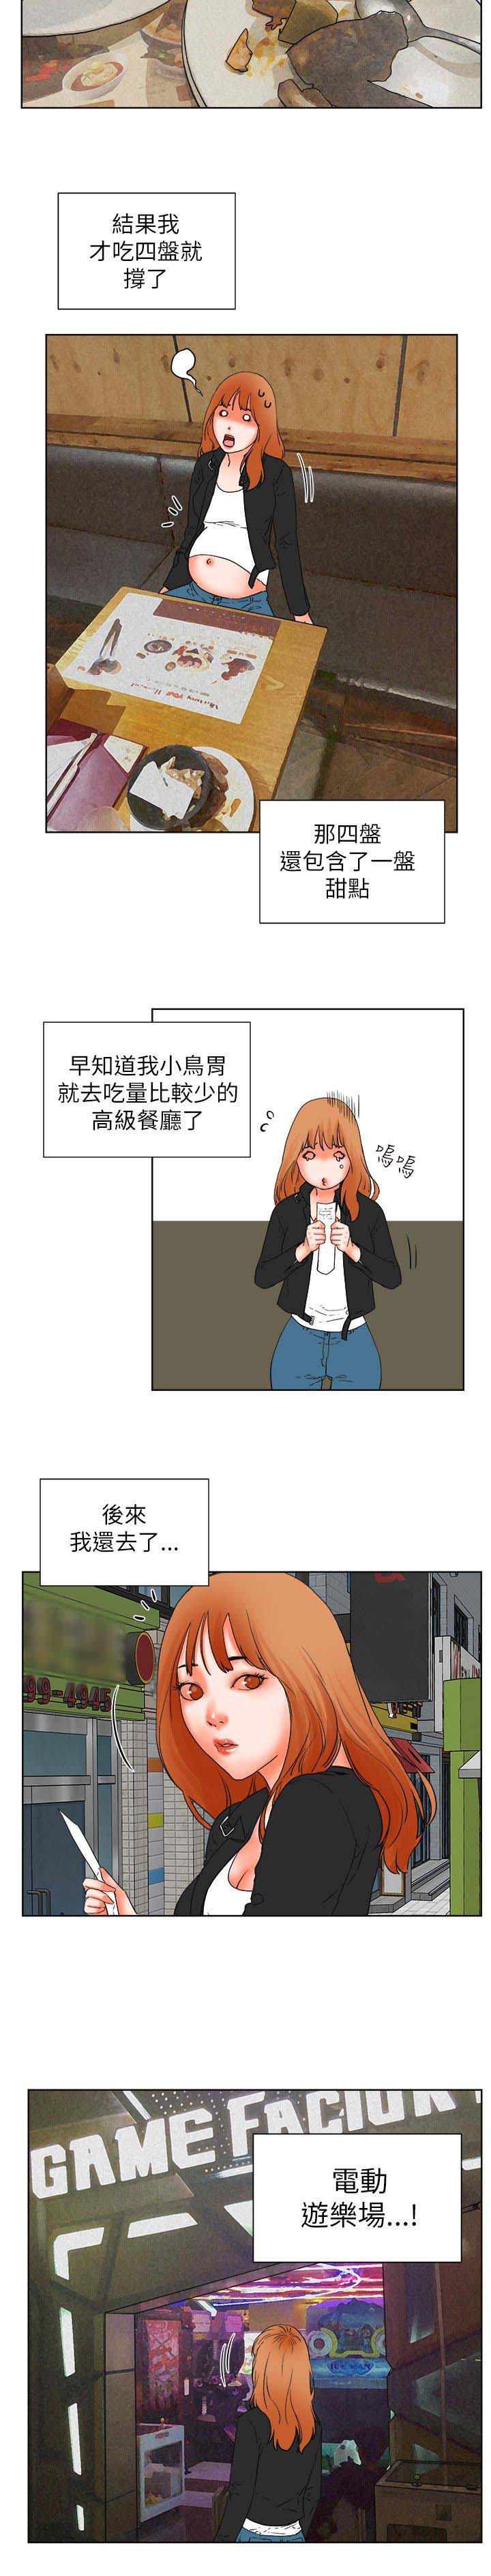 結果我
才吃四盤就
撐了
那四盤
還包含了一盤
甜點
早知道我小鳥胃
就去吃量比較少的
高級餐廳了
嗚嗚
後來
我還去了...
99-4945
GAME FACTOR
電動
遊樂場...!